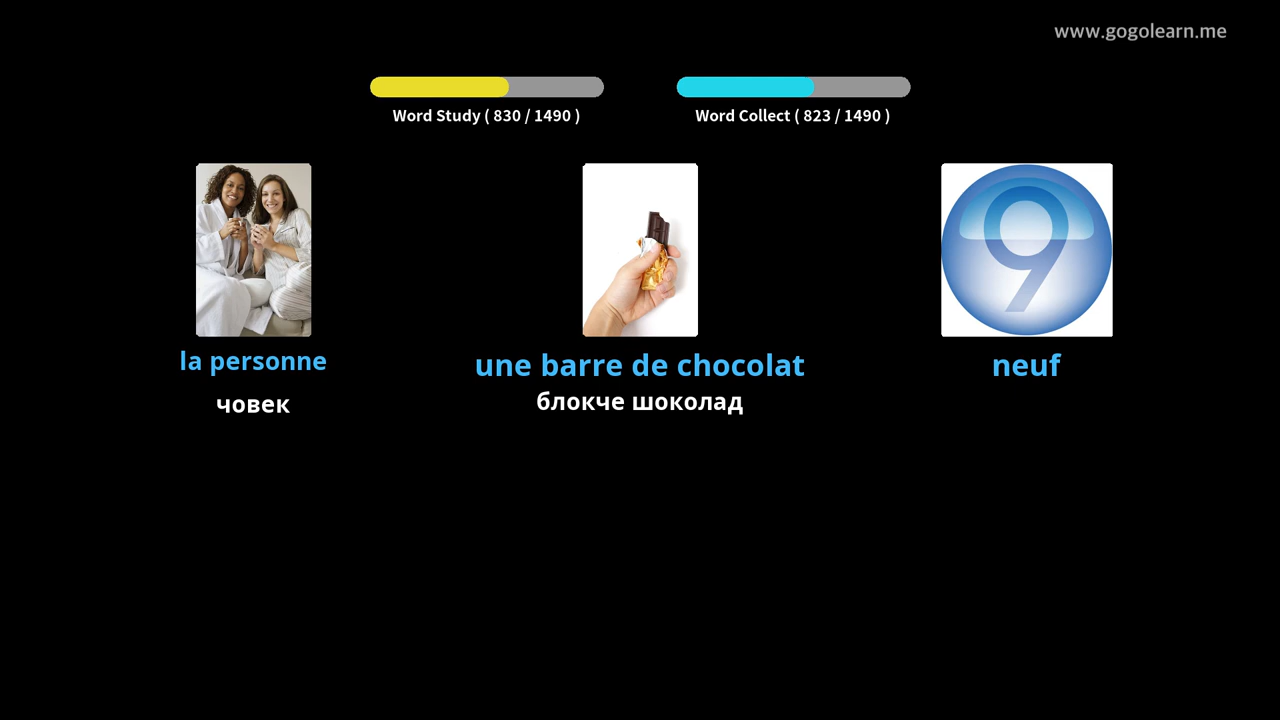 www.gogolearn.me
Word Study ( 830 / 1490 )
Word Collect ( 823 / 1490 )
9
la personne
човек
une barre de chocolat
блокче шоколад
neuf